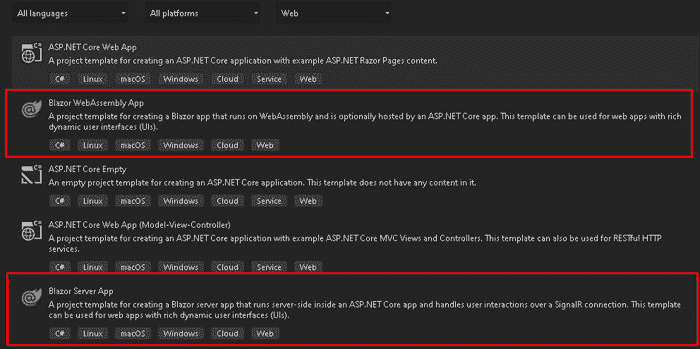 All languages All platforms Web
ASP.NET Core Web App
A project template for creating an ASP.NET Core application with example ASP.NET Razor Pages content.
C# Linux macOS Windows Cloud Service Web
Blazor WebAssembly App
A project template for creating a Blazor app that runs on WebAssembly and is optionally hosted by an ASP.NET Core app. This template can be used for web apps with rich
dynamic user interfaces (UIs).
C# Linux macOS Windows Cloud Web
ASP.NET Core Empty
An empty project template for creating an ASP.NET Core application. This template does not have any content in it.
C# Linux macOS Windows Cloud Service Web
ASP.NET Core Web App (Model-View-Controller)
A project template for creating an ASP.NET Core application with example ASP.NET Core MVC Views and Controllers. This template can also be used for RESTful HTTP
services.
C# Linux macOS Windows Cloud Service Web
Blazor Server App
A project template for creating a Blazor server app that runs server-side inside an ASP.NET Core app and handles user interactions over a SignalR connection. This template
can be used for web apps with rich dynamic user interfaces (UIs).
C# Linux macOS Windows Cloud Web